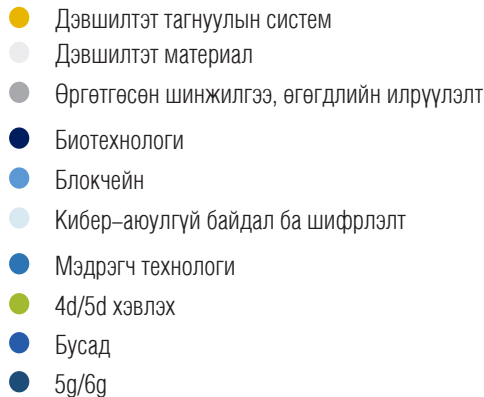 Дэвшилтэт тагнуулын систем
Дэвшилтэт материал
Өргөтгөсөн шинжилгээ, өгөгдлийн илрүүлэлт
Биотехнологи
Блокчейн
Кибер–аюулгүй байдал ба шифрлэлт
Мэдрэгч технологи
4d/5d хэвлэх
Бусад
5g/6g